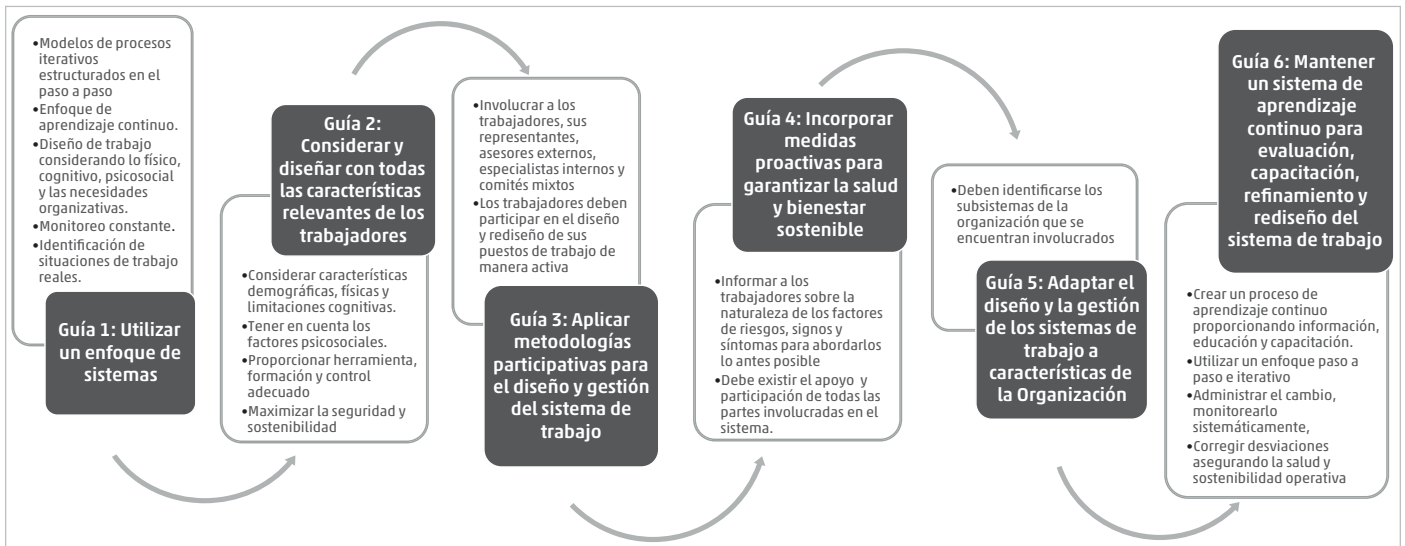 •Modelos de procesos
iterativos
estructurados en el
paso a paso
•Enfoque de
aprendizaje continuo.
•Diseño de trabajo
considerando lo físico,
cognitivo, psicosocial
y las necesidades
organizativas.
•Monitoreo constante.
•Identificación de
situaciones de trabajo
reales.
Guía 1: Utilizar
un enfoque de
sistemas
Guía 2:
Considerar y
diseñar con todas
las características
relevantes de los
trabajadores
•Considerar características
demográficas, físicas y
limitaciones cognitivas.
•Tener en cuenta los
factores psicosociales.
•Proporcionar herramienta,
formación y control
adecuado
•Maximizar la seguridad y
sostenibilidad
•Involucrar a los
trabajadores, sus
representantes,
asesores externos,
especialistas internos y
comités mixtos
•Los trabajadores deben
participar en el diseño
y rediseño de sus
puestos de trabajo de
manera activa
Guía 3: Aplicar
metodologías
participativas para
el diseño y gestión
del sistema de
trabajo
Guía 4: Incorporar
medidas
proactivas para
garantizar la salud
y bienestar
sostenible
•Informar a los
trabajadores sobre la
naturaleza de los factores
de riesgos, signos y
síntomas para abordarlos
lo antes posible
•Debe existir el apoyo y
participación de todas las
partes involucradas en el
sistema.
•Deben identificarse los
subsistemas de la
organización que se
encuentran involucrados
Guía 5: Adaptar el
diseño y la gestión
de los sistemas de
trabajo a
características de
la Organización
Guía 6: Mantener
un sistema de
aprendizaje
continuo para
evaluación,
capacitación,
refinamiento y
rediseño del
sistema de trabajo
•Crear un proceso de
aprendizaje continuo
proporcionando información,
educación y capacitación.
•Utilizar un enfoque paso a
paso e iterativo
•Administrar el cambio,
monitorearlo
sistemáticamente,
•Corregir desviaciones
asegurando la salud y
sostenibilidad operativa